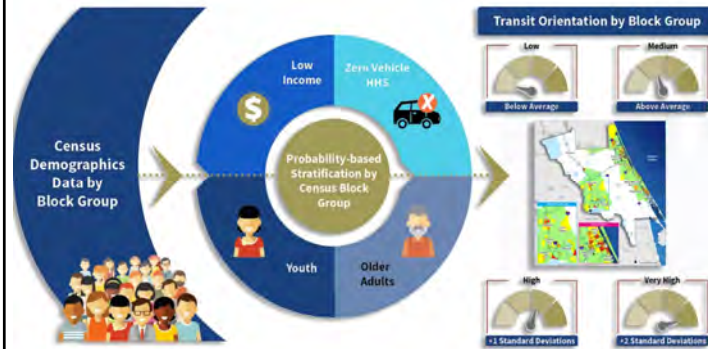 Census
Demographics
Data by
Block Group
Low
Income
$
Zero Vehicle
HHS
X
Probability-based
Stratification by
Census Block
Group
Youth
Older
Adults
Transit Orientation by Block Group
Low
Below Average
Medium
Above Average
High
+1 Standard Deviations
Very High
+2 Standard Deviations